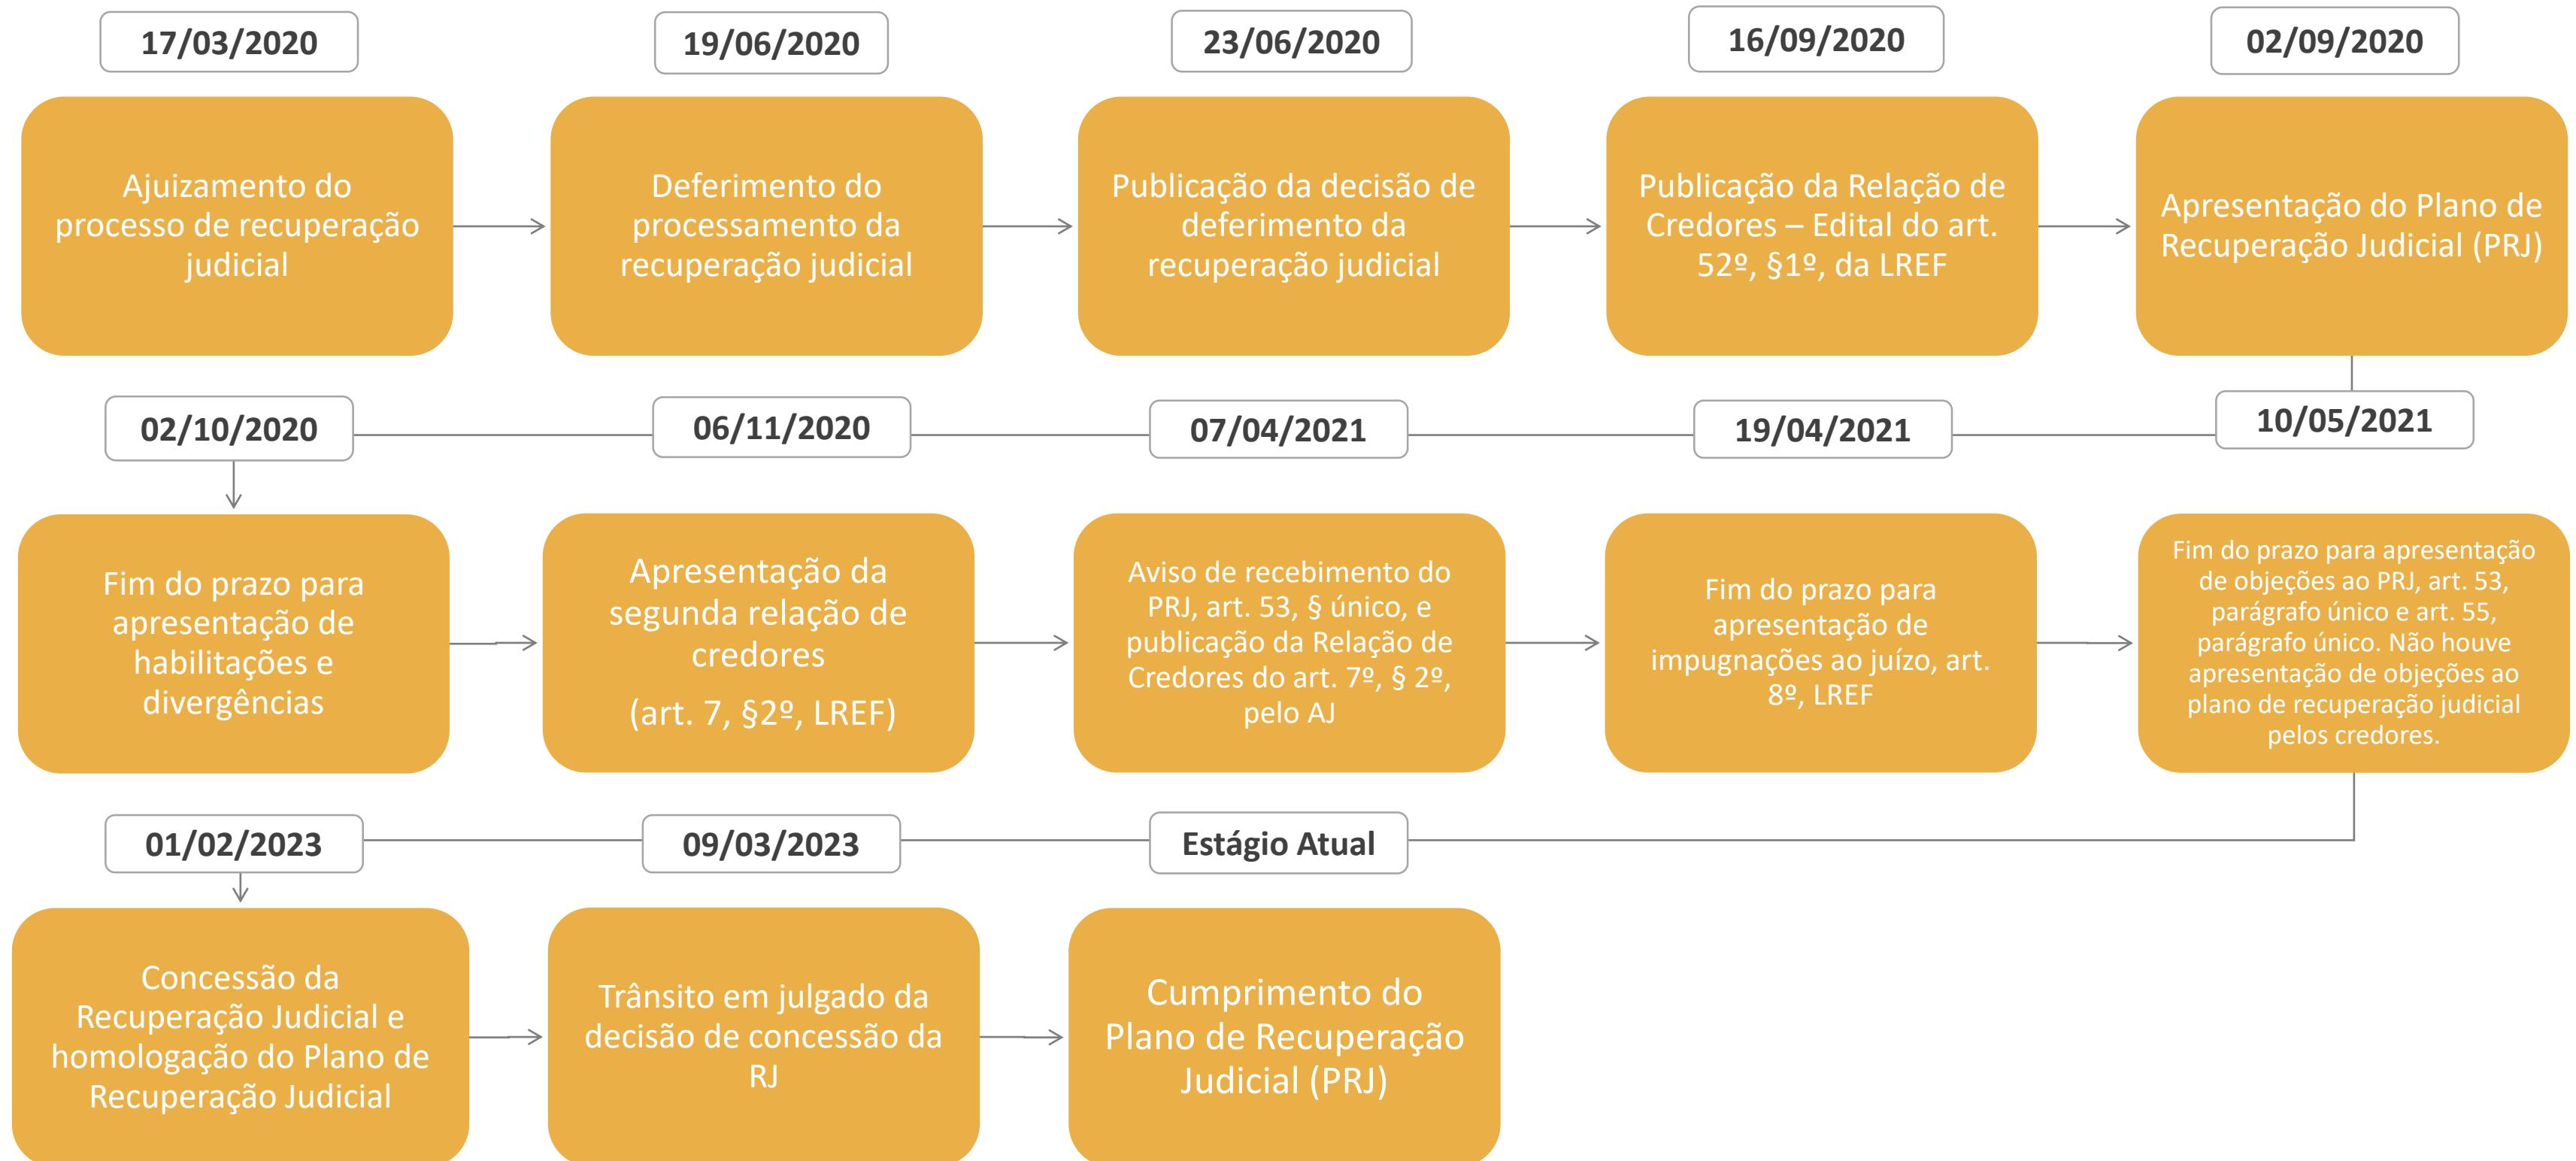 17/03/2020
19/06/2020
23/06/2020
16/09/2020
02/09/2020
Ajuizamento do
processo de recuperação
judicial
Deferimento do
processamento da
recuperação judicial
Publicação da decisão de
deferimento da
recuperação judicial
Publicação da Relação de
Credores – Edital do art.
52º, §1º, da LREF
Apresentação do Plano de
Recuperação Judicial (PRJ)
02/10/2020
06/11/2020
07/04/2021
19/04/2021
10/05/2021
Fim do prazo para
apresentação de
habilitações e
divergências
Apresentação da
segunda relação de
credores
(art. 7, §2º, LREF)
Aviso de recebimento do
PRJ, art. 53, § único, e
publicação da Relação de
Credores do art. 7º, § 2º,
pelo AJ
Fim do prazo para
apresentação de
impugnações ao juízo, art.
8º, LREF
Fim do prazo para apresentação
de objeções ao PRJ, art. 53,
parágrafo único e art. 55,
parágrafo único. Não houve
apresentação de objeções ao
plano de recuperação judicial
pelos credores.
01/02/2023
09/03/2023
Estágio Atual
Concessão da
Recuperação Judicial e
homologação do Plano de
Recuperação Judicial
Trânsito em julgado da
decisão de concessão da
RJ
Cumprimento do
Plano de Recuperação
Judicial (PRJ)